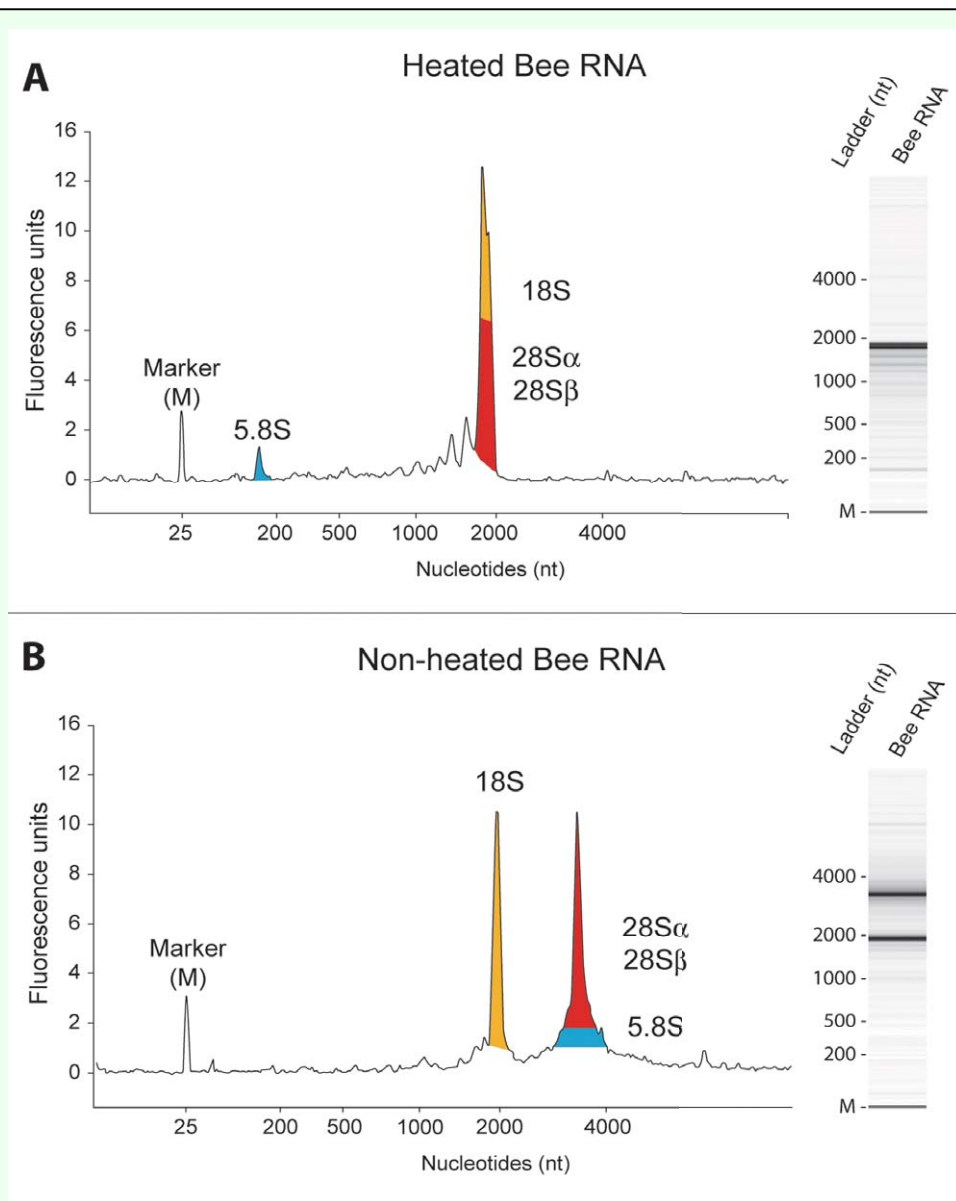 A
Heated Bee RNA
Fluorescence units
16
14
12
10
8
6
4
2
0
Marker
(M)
5.8S
18S
28Sα
28Sβ
25 200 500 1000 2000 4000
Nucleotides (nt)
Ladder (nt)
Bee RNA
4000 -
2000 -
1000 -
500 -
200 -
M -
B
Non-heated Bee RNA
Fluorescence units
16
14
12
10
8
6
4
2
0
Marker
(M)
18S
28Sα
28Sβ
5.8S
25 200 500 1000 2000 4000
Nucleotides (nt)
Ladder (nt)
Bee RNA
4000 -
2000 -
1000 -
500 -
200 -
M -